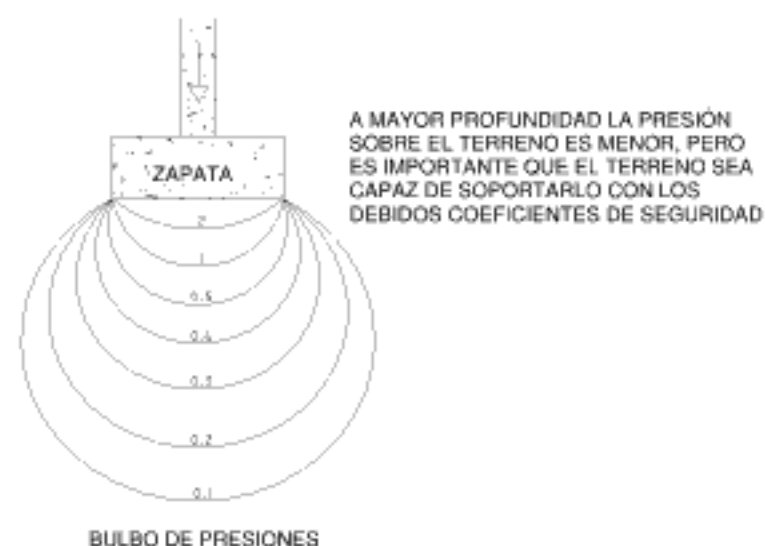 A MAYOR PROFUNDIDAD LA PRESIÓN
SOBRE EL TERRENO ES MENOR, PERO
ES IMPORTANTE QUE EL TERRENO SEA
CAPAZ DE SOPORTARLO CON LOS
DEBIDOS COEFICIENTES DE SEGURIDAD
ZAPATA
2
1
0.5
0.4
0.3
0.2
0.1
BULBO DE PRESIONES